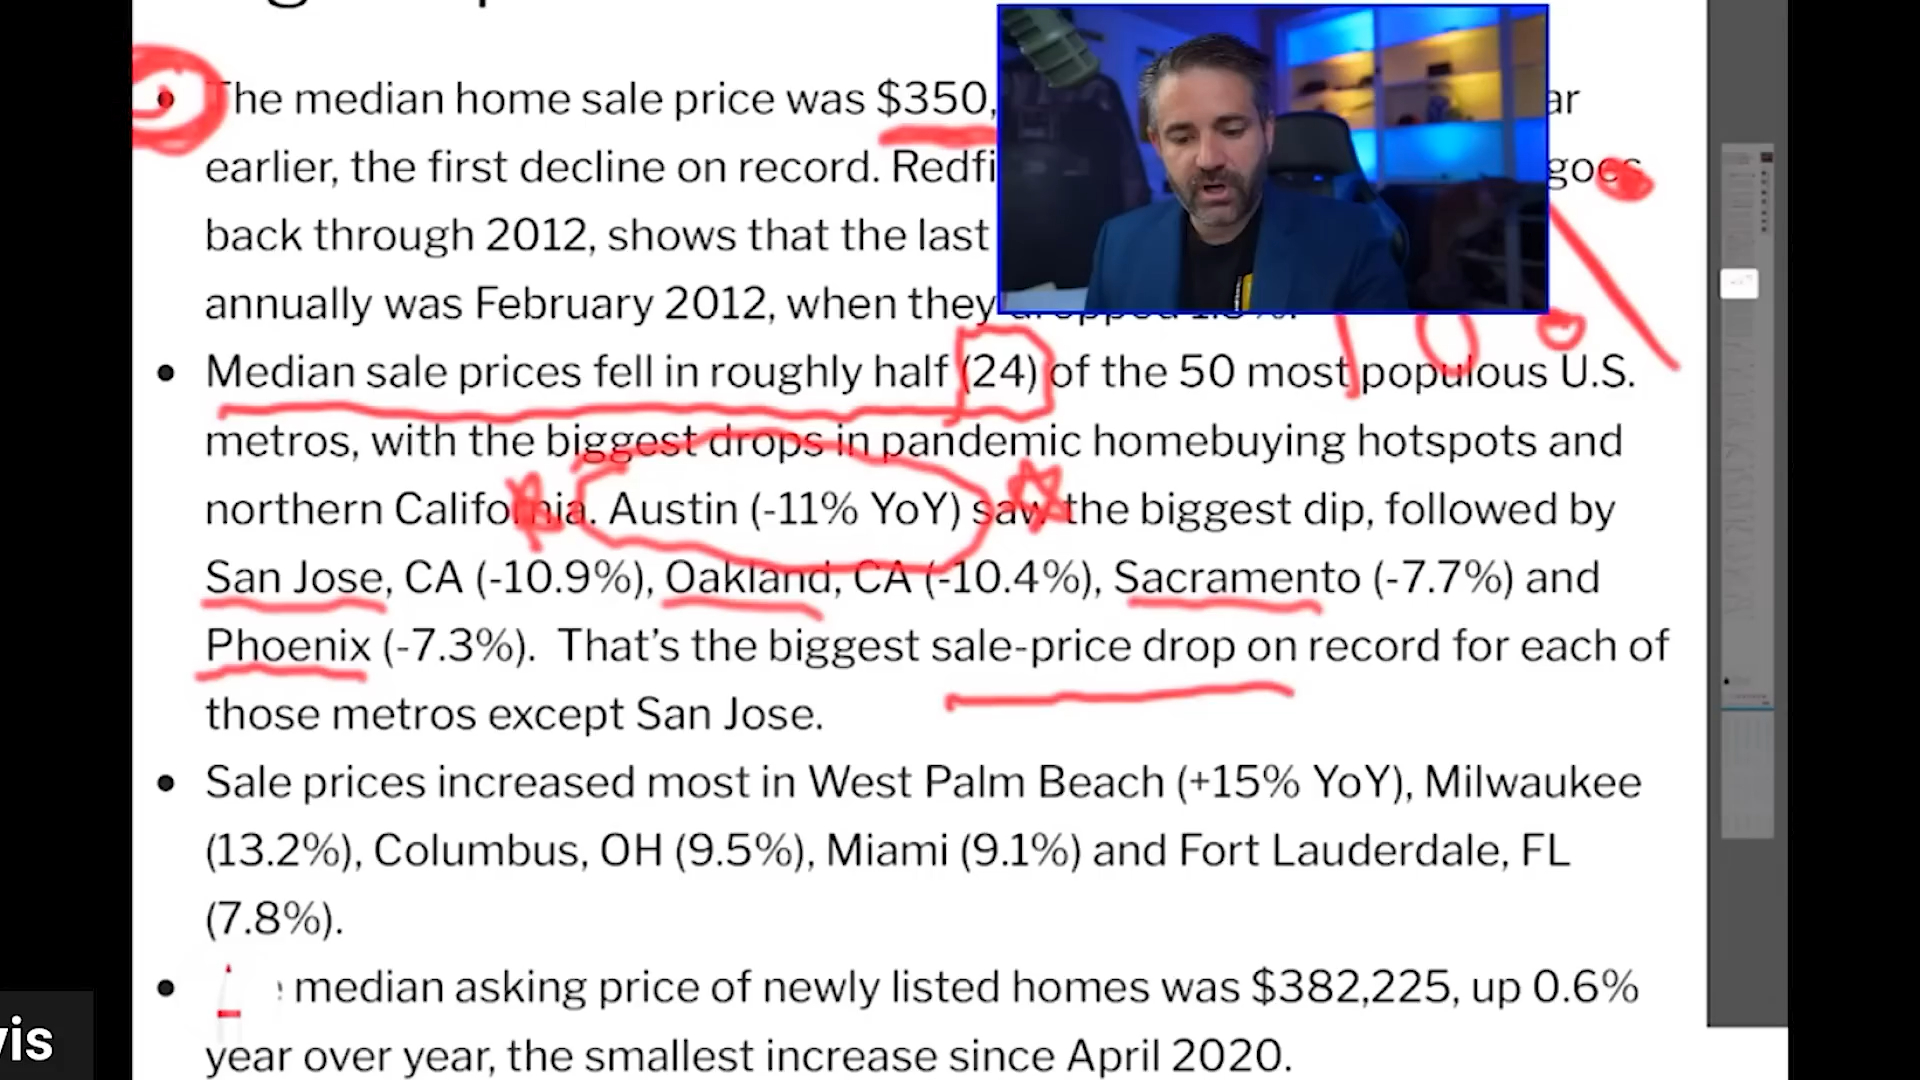 The median home sale price was $350, ar
earlier, the first decline on record. Redfi goes
back through 2012, shows that the last
annually was February 2012, when they dropped 1.8%.
10%
Median sale prices fell in roughly half (24) of the 50 most populous U.S.
metros, with the biggest drops in pandemic homebuying hotspots and
northern California. Austin (-11% YoY) saw the biggest dip, followed by
San Jose, CA (-10.9%), Oakland, CA (-10.4%), Sacramento (-7.7%) and
Phoenix (-7.3%). That’s the biggest sale-price drop on record for each of
those metros except San Jose.
Sale prices increased most in West Palm Beach (+15% YoY), Milwaukee
(13.2%), Columbus, OH (9.5%), Miami (9.1%) and Fort Lauderdale, FL
(7.8%).
median asking price of newly listed homes was $382,225, up 0.6%
vis
year over year, the smallest increase since April 2020.